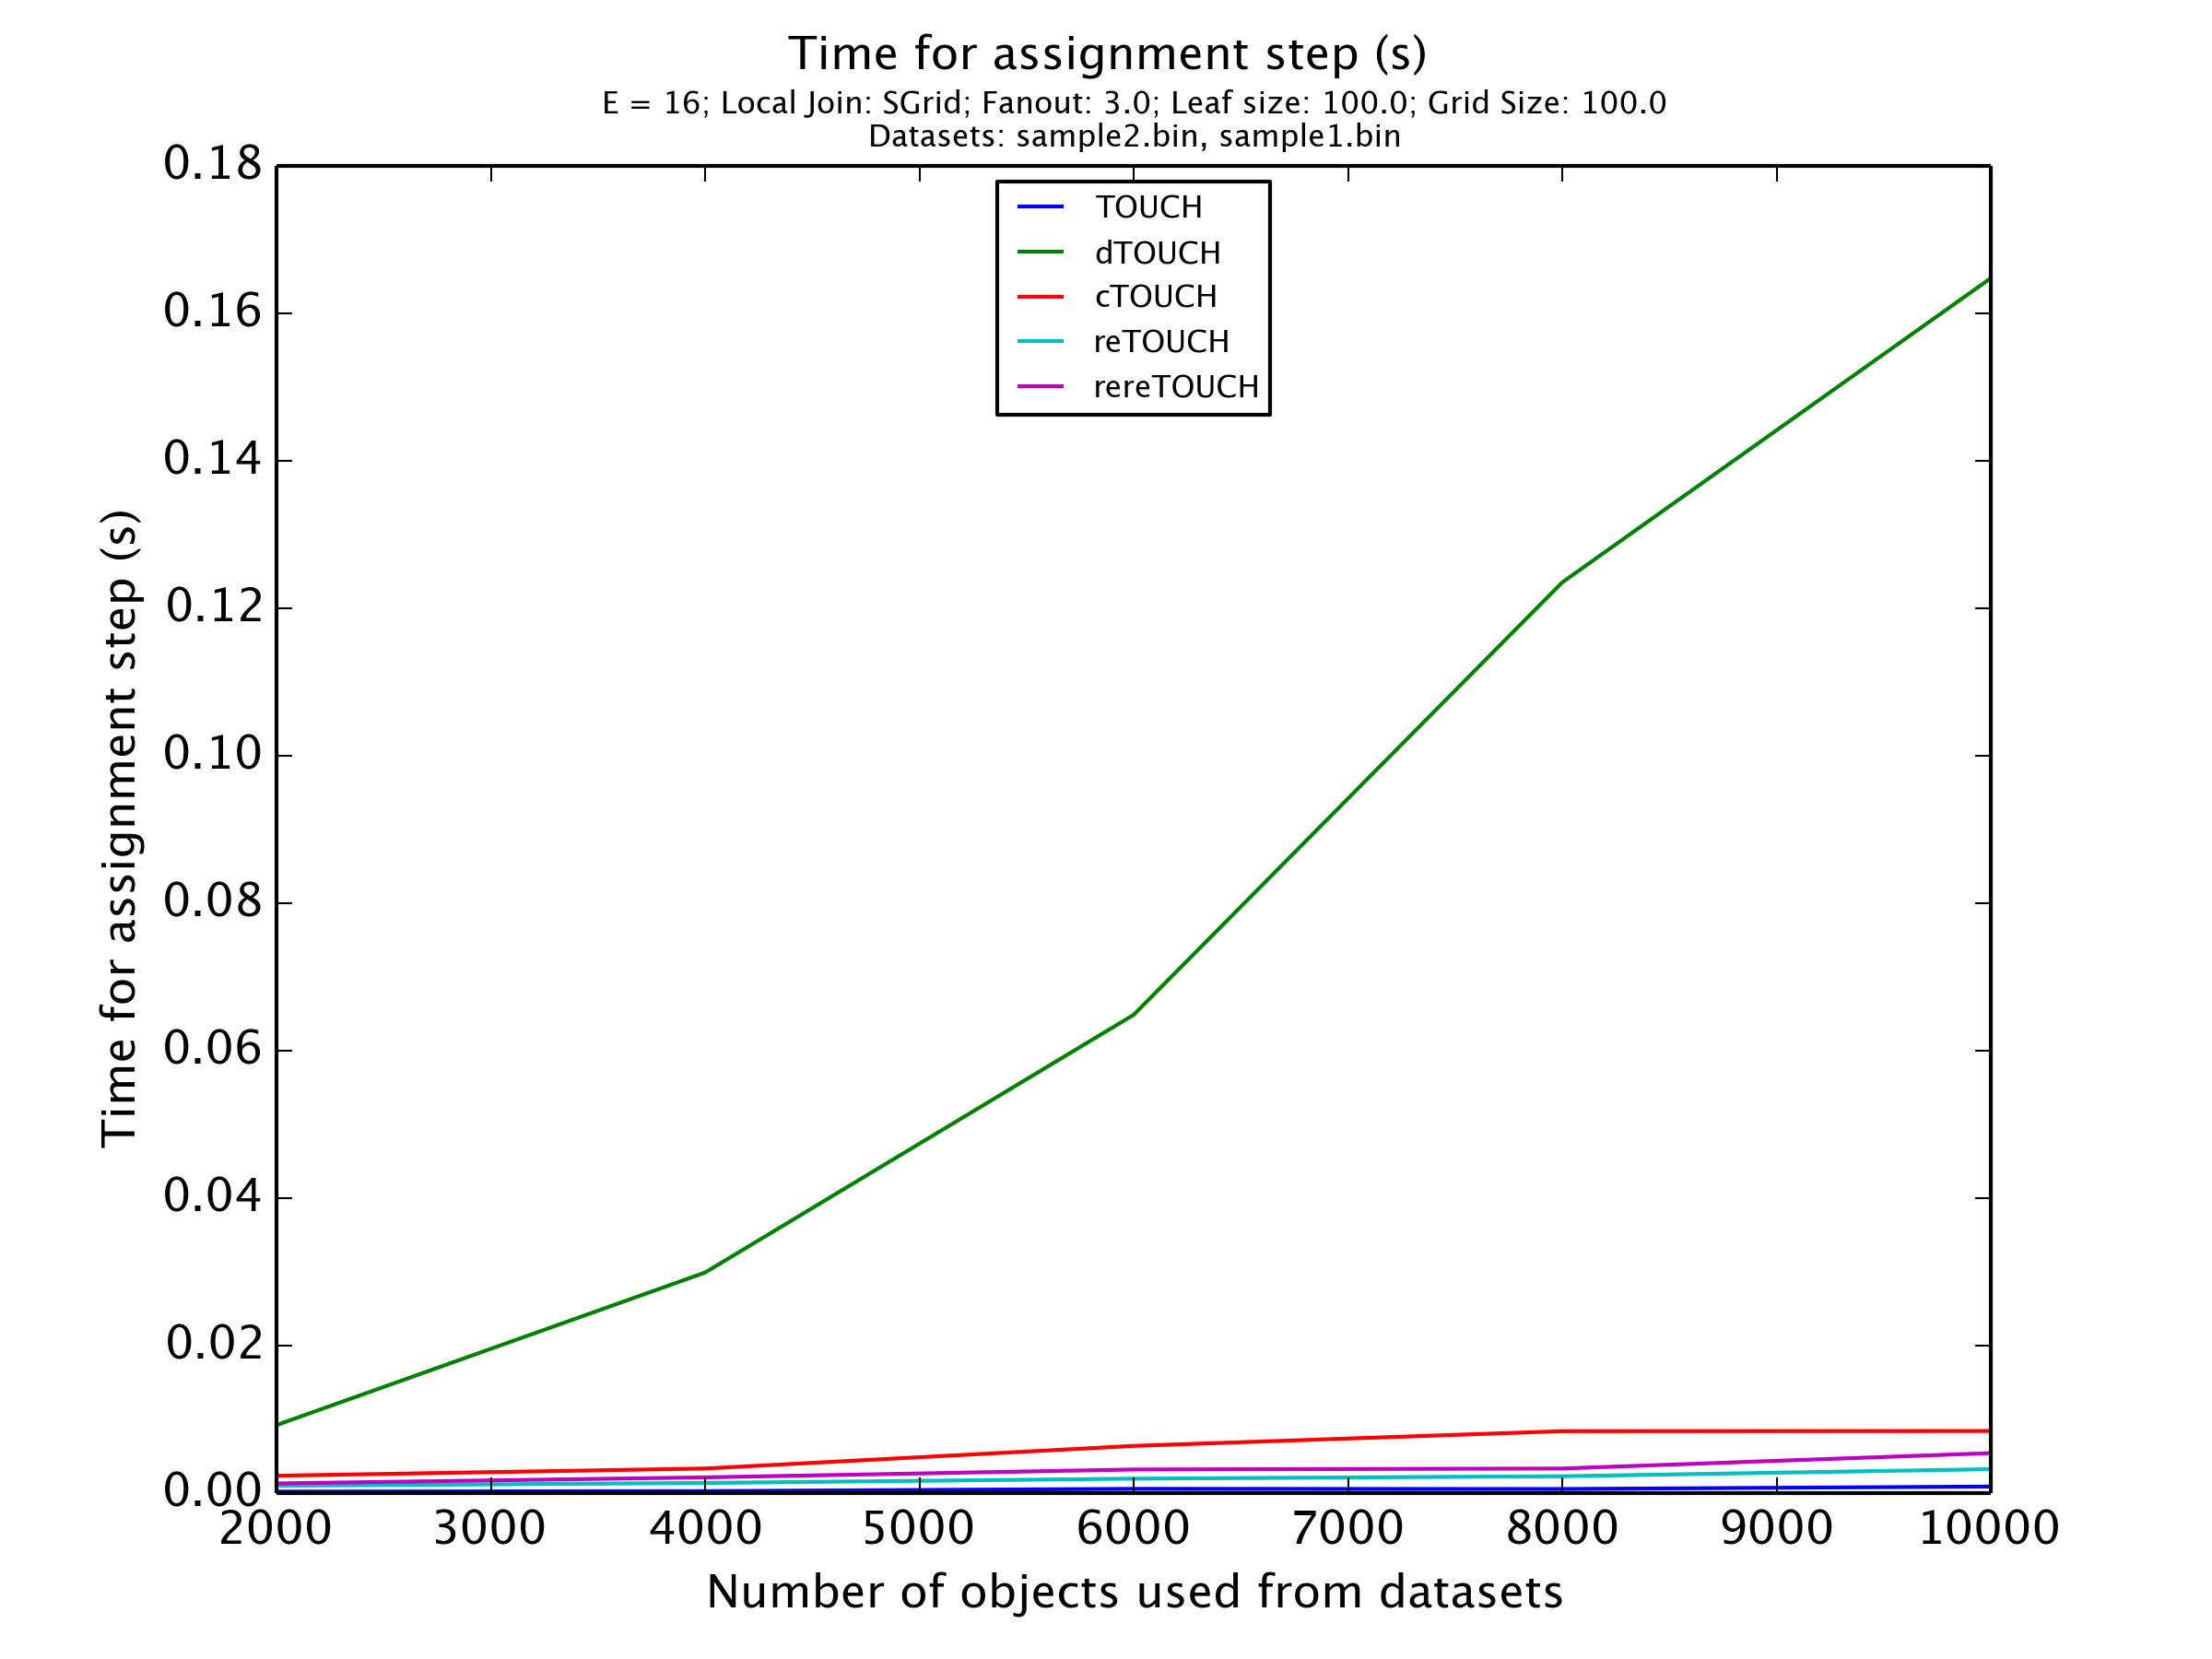 Time for assignment step (s)
E = 16; Local Join: SGrid; Fanout: 3.0; Leaf size: 100.0; Grid Size: 100.0
Datasets: sample2.bin, sample1.bin
TOUCH
dTOUCH
cTOUCH
reTOUCH
rereTOUCH
Time for assignment step (s)
0.18
0.16
0.14
0.12
0.10
0.08
0.06
0.04
0.02
0.00
2000 3000 4000 5000 6000 7000 8000 9000 10000
Number of objects used from datasets